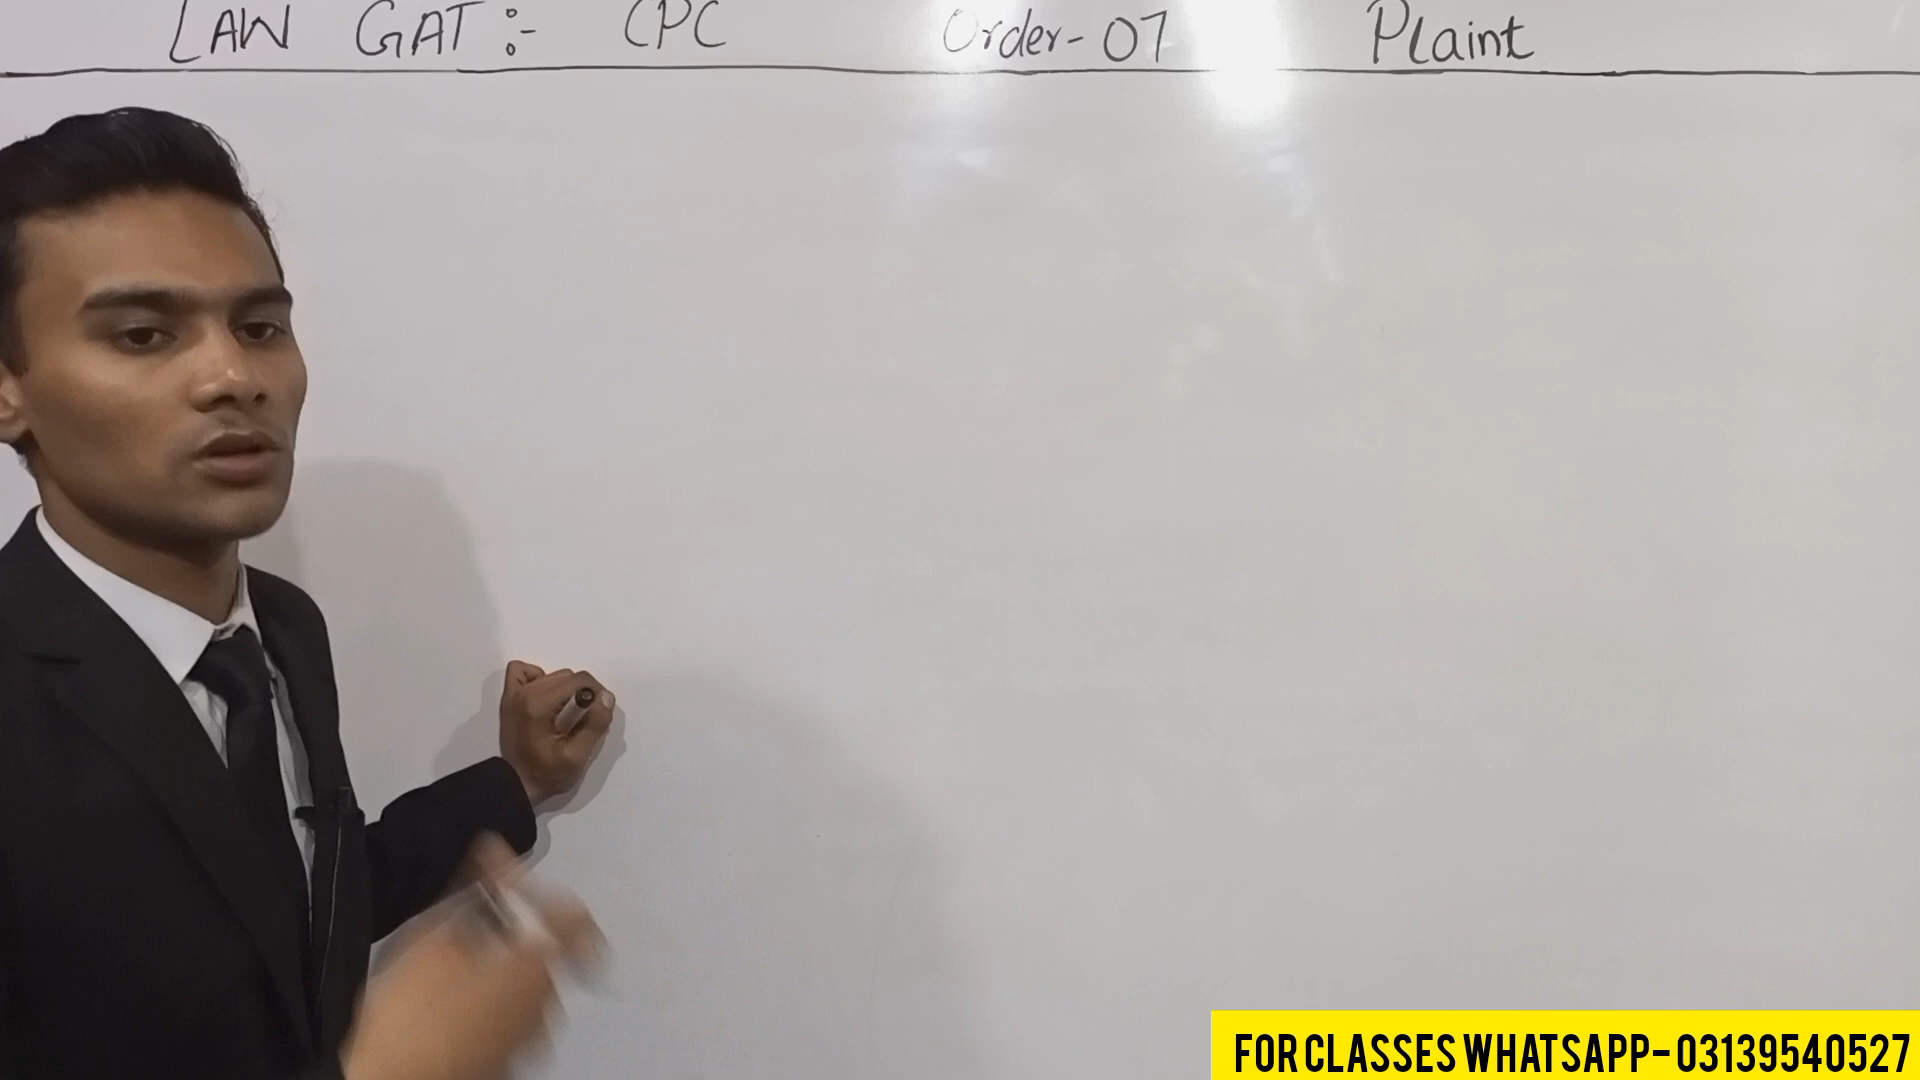 LAW GAT :- CPC Order- 07 Plaint
FOR CLASSES WHATSAPP- 03139540527